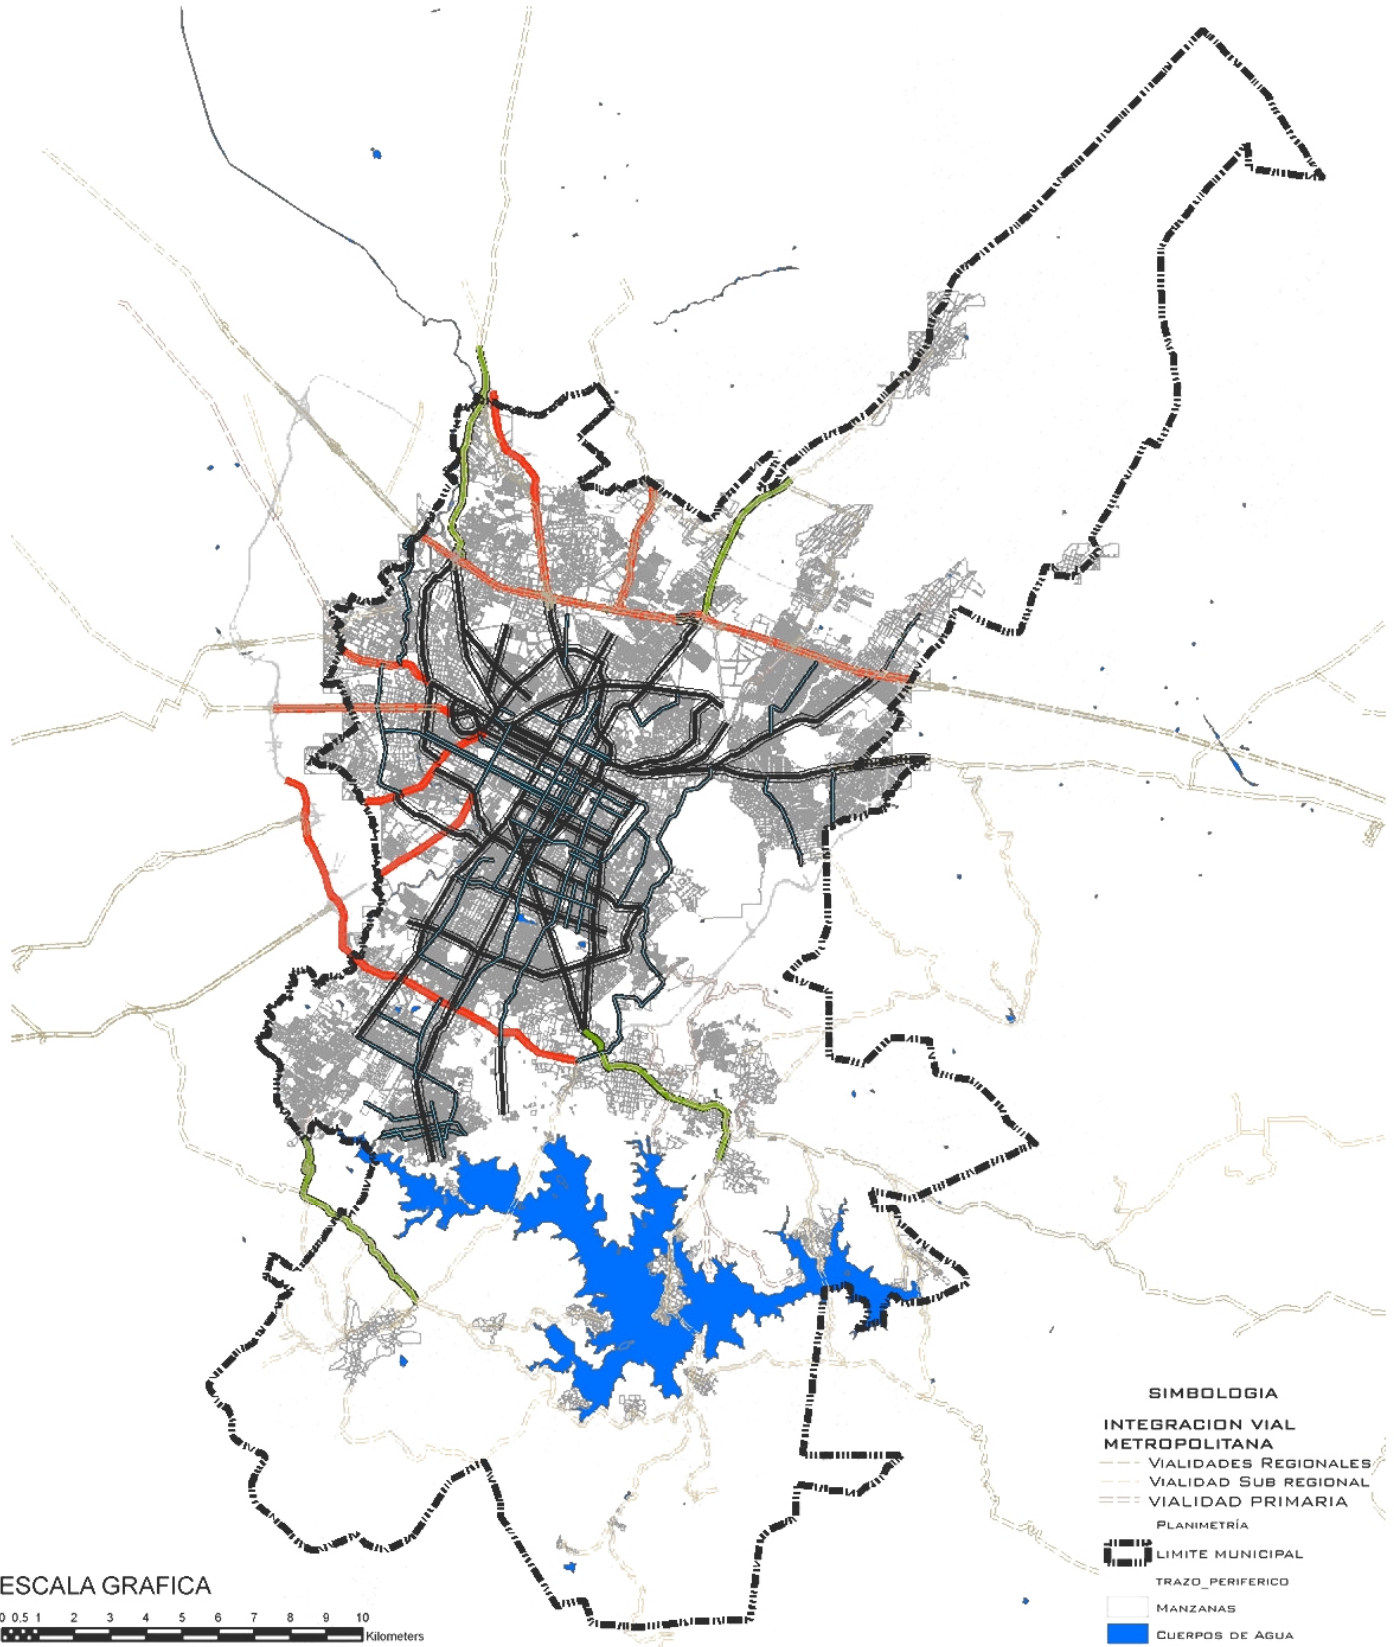 SIMBOLOGIA
INTEGRACION VIAL
METROPOLITANA
VIALIDADES REGIONALES
VIALIDAD SUB REGIONAL
VIALIDAD PRIMARIA
PLANIMETRÍA
LIMITE MUNICIPAL
TRAZO_PERIFERICO
MANZANAS
CUERPOS DE AGUA
ESCALA GRAFICA
0 0.5 1 2 3 4 5 6 7 8 9 10
Kilometers